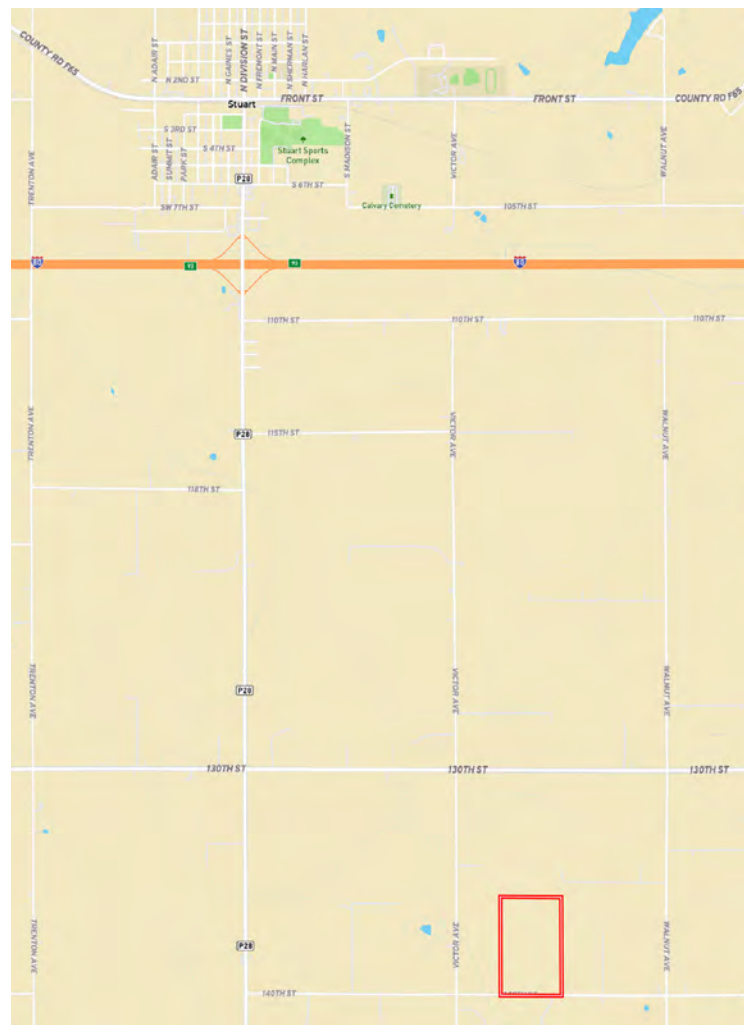 COUNTY RD F65
N ADAIR ST
N GAINES ST
N DIVISION ST
N FREMONT ST
N MAIN ST
N SHERMAN ST
N HARLAN ST
N 2ND ST
Stuart
FRONT ST
FRONT ST
COUNTY RD F65
S 3RD ST
S 4TH ST
Stuart Sports
Complex
S MADISON ST
VICTOR AVE
WALNUT AVE
TRENTON AVE
ADAIR ST
SUMMIT ST
PARK ST
P28
S 6TH ST
SW 7TH ST
Calvary Cemetery
105TH ST
80
93
93
80
110TH ST
110TH ST
110TH ST
TRENTON AVE
P28
115TH ST
VICTOR AVE
WALNUT AVE
118TH ST
TRENTON AVE
P28
VICTOR AVE
WALNUT AVE
130TH ST
130TH ST
130TH ST
TRENTON AVE
P28
VICTOR AVE
WALNUT AVE
140TH ST